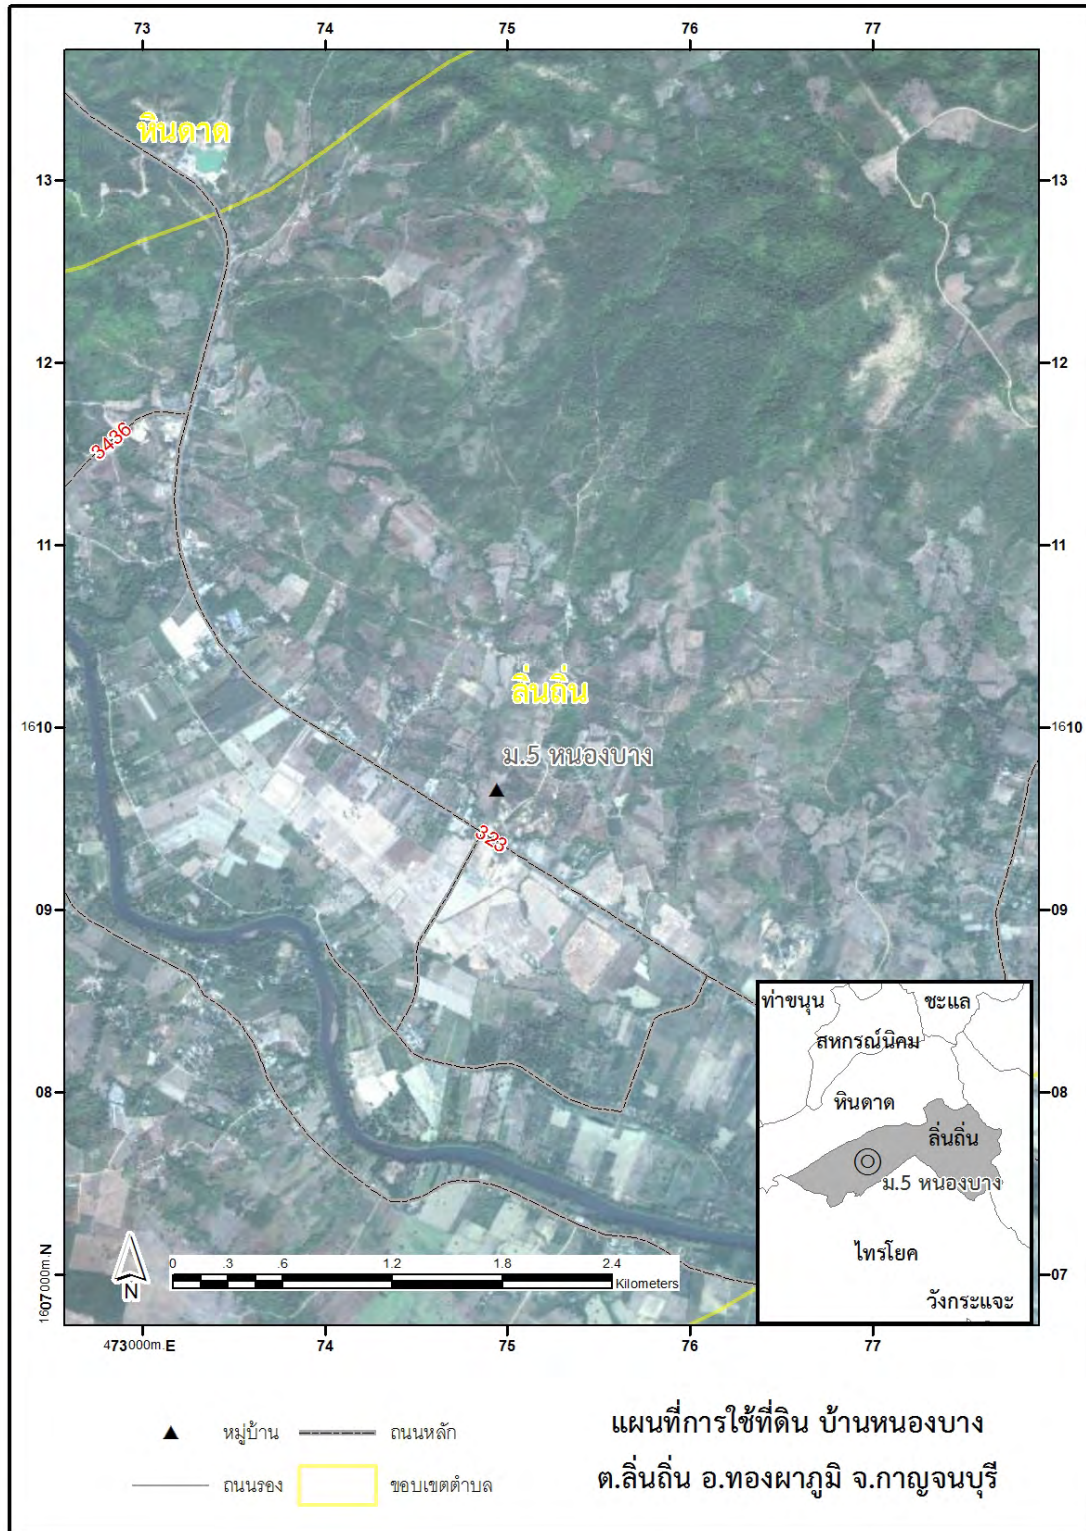 73 74 75 76 77
หินดาด
13 13
12 12
3436
11 11
ลิ่นถิ่น
1610 1610
ม.5 หนองบาง
323
09 09
ท่าขนุน ชะแล
สหกรณ์นิคม
08 08
หินดาด
ลิ่นถิ่น
ม.5 หนองบาง
ไทรโยค
วังกระแจะ
0 .3 .6 1.2 1.8 2.4
Kilometers
N
1607000m.N 07
473000m.E 74 75 76 77
หมู่บ้าน ถนนหลัก
ถนนรอง ขอบเขตตำบล
แผนที่การใช้ที่ดิน บ้านหนองบาง
ต.ลิ่นถิ่น อ.ทองผาภูมิ จ.กาญจนบุรี